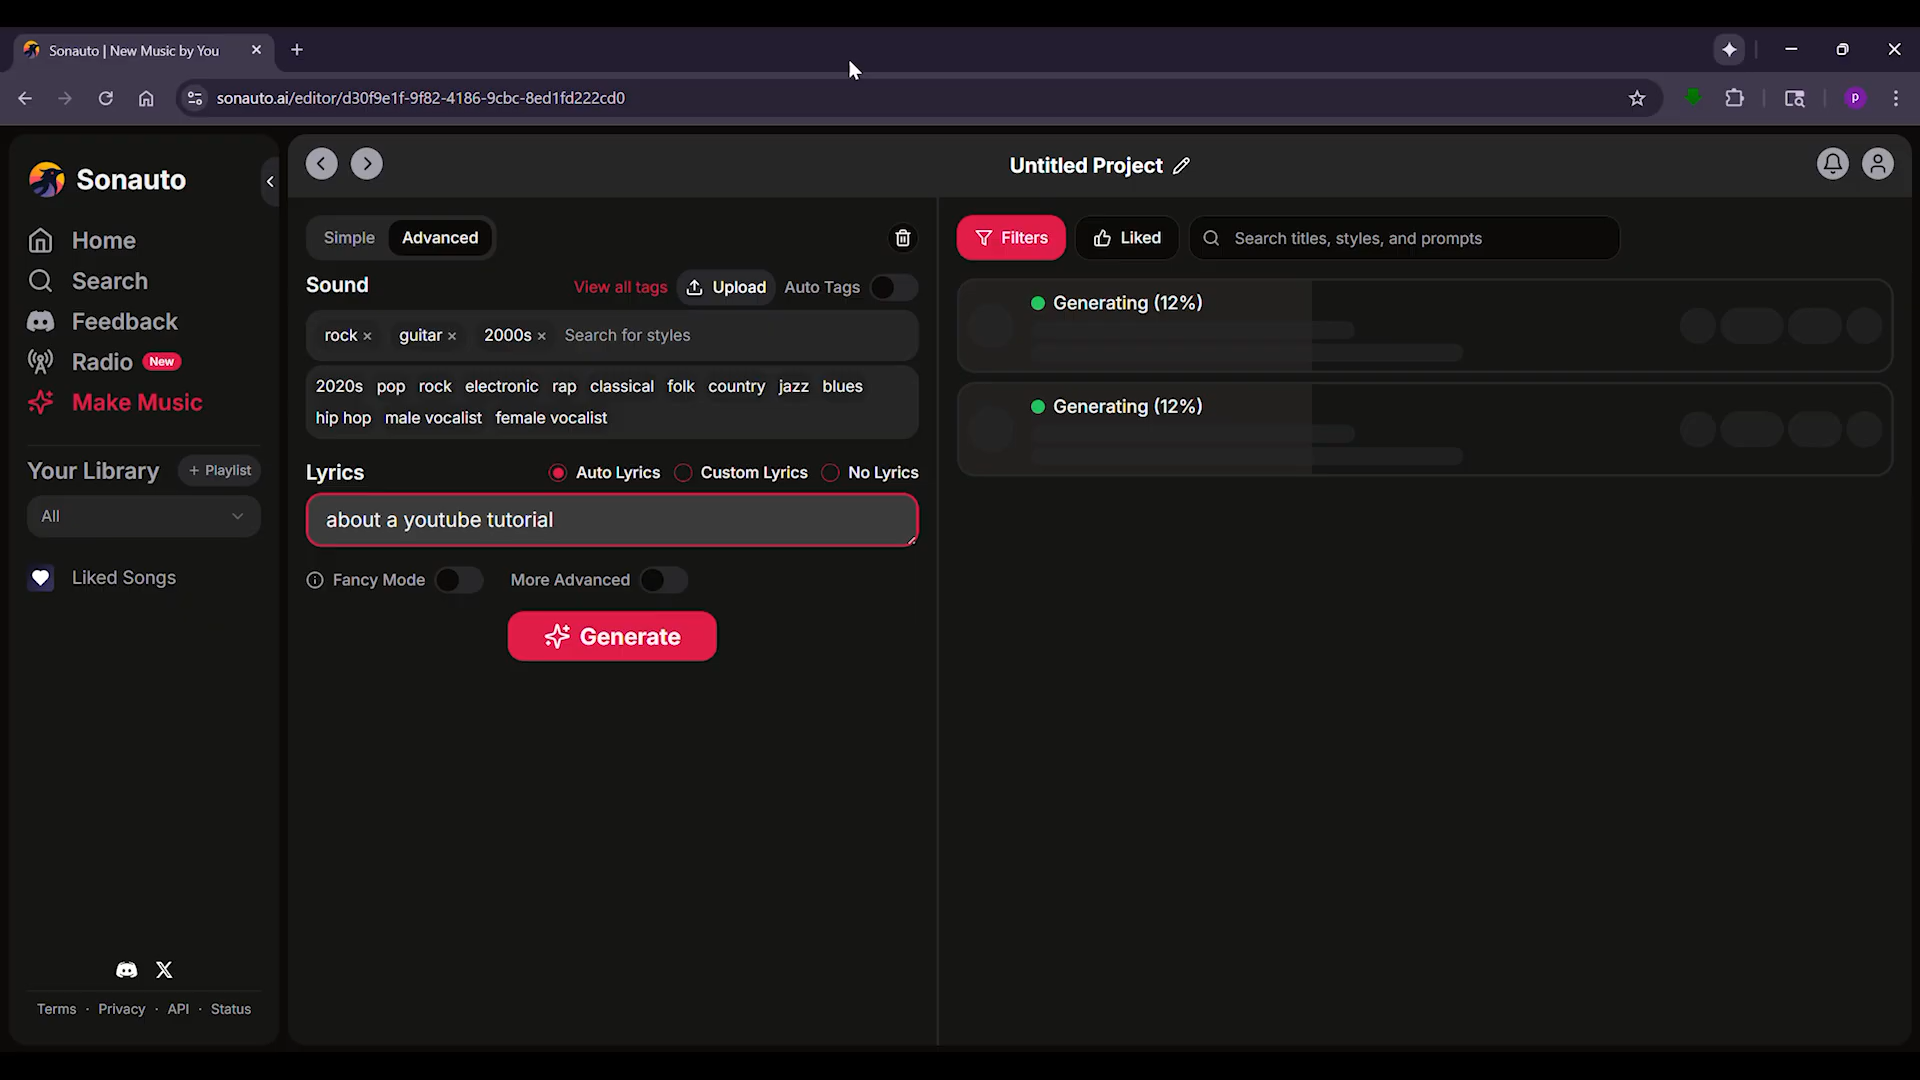 Sonauto | New Music by You
sonauto.ai/editor/d30f9e1f-9f82-4186-9cbc-8ed1fd222cd0
P
Sonauto
Home
Search
Feedback
Radio New
Make Music
Your Library + Playlist
All
Liked Songs
Terms · Privacy · API · Status
Untitled Project
Simple Advanced
Sound View all tags Upload Auto Tags
rock × guitar × 2000s × Search for styles
2020s pop rock electronic rap classical folk country jazz blues
hip hop male vocalist female vocalist
Lyrics Auto Lyrics Custom Lyrics No Lyrics
about a youtube tutorial
Fancy Mode More Advanced
Generate
Filters Liked Search titles, styles, and prompts
Generating (12%)
Generating (12%)